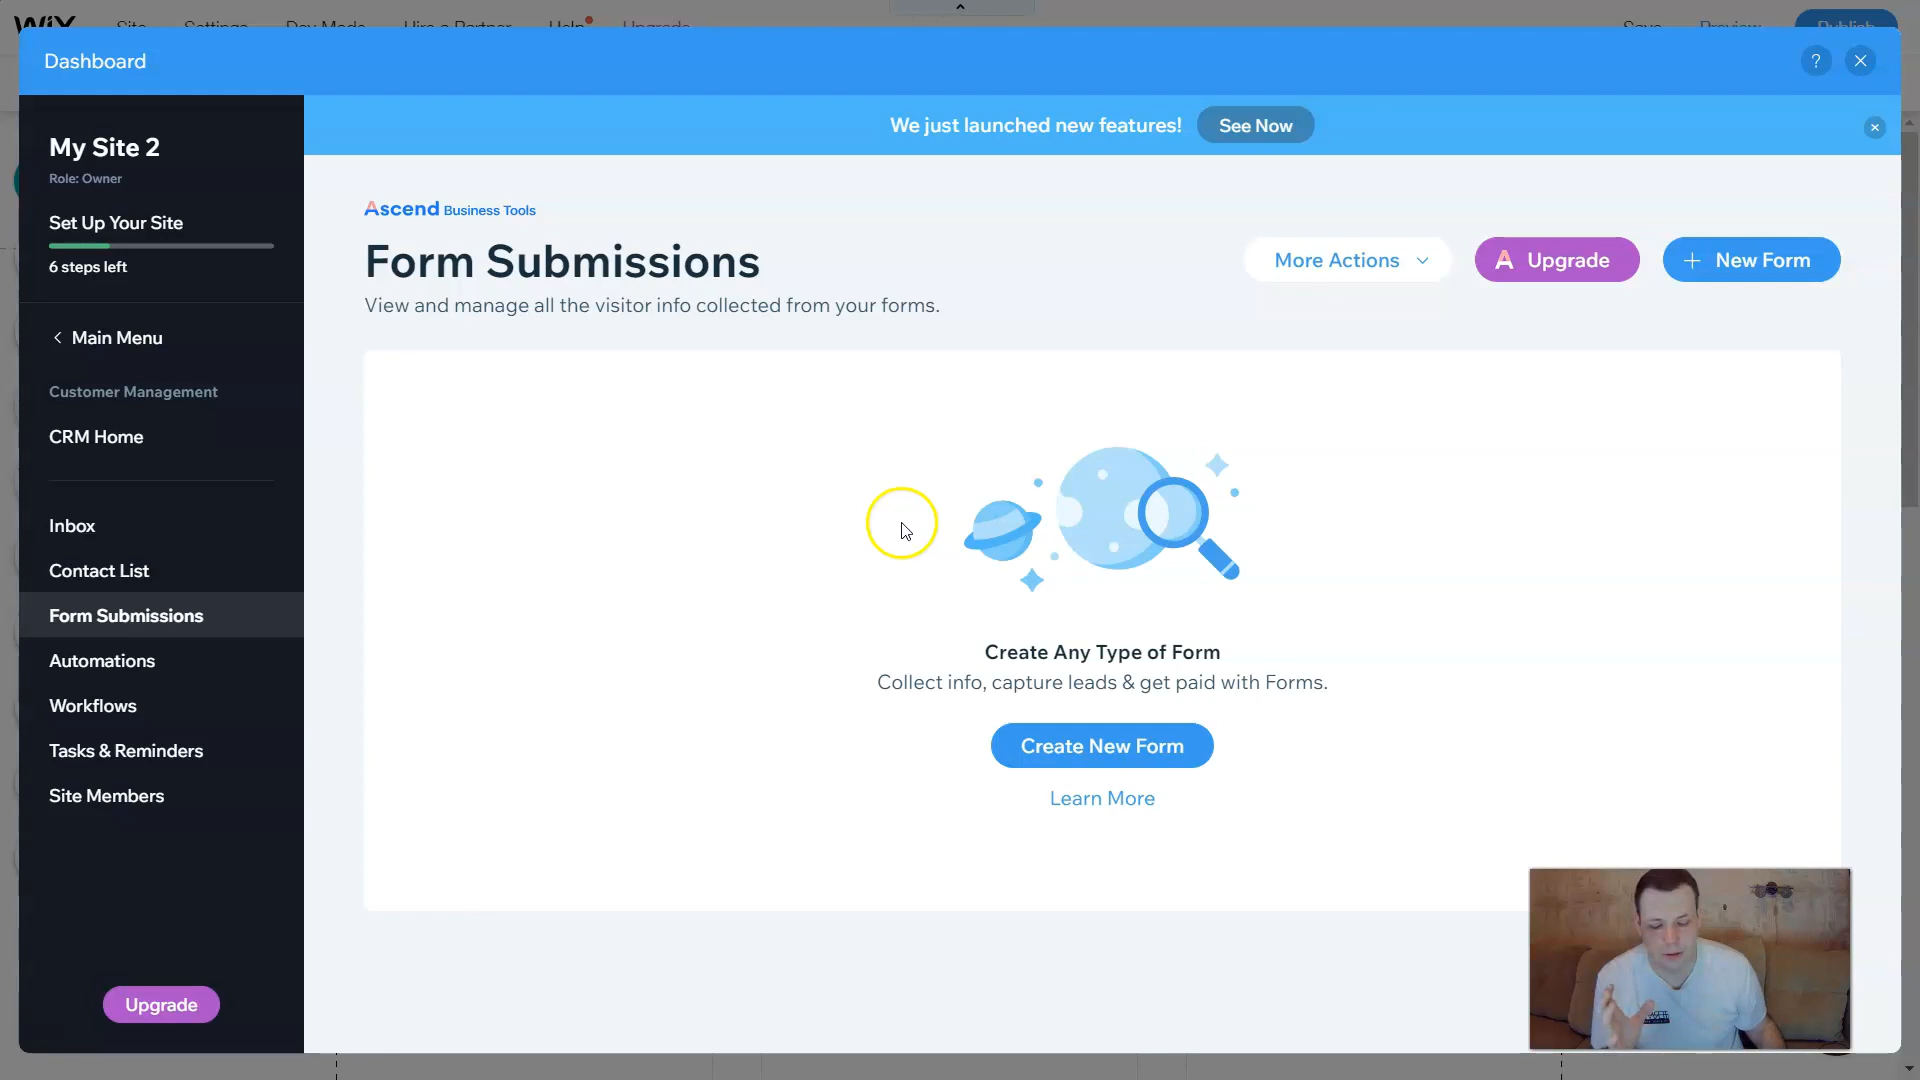 WiX Site Settings Dev Mode Hire a Partner Help Upgrade Save Preview Publish
Dashboard
?
We just launched new features! See Now
My Site 2
Role: Owner
Set Up Your Site
6 steps left
Main Menu
Customer Management
CRM Home
Inbox
Contact List
Form Submissions
Automations
Workflows
Tasks & Reminders
Site Members
Upgrade
Ascend Business Tools
Form Submissions
View and manage all the visitor info collected from your forms.
More Actions
Upgrade
+ New Form
Create Any Type of Form
Collect info, capture leads & get paid with Forms.
Create New Form
Learn More